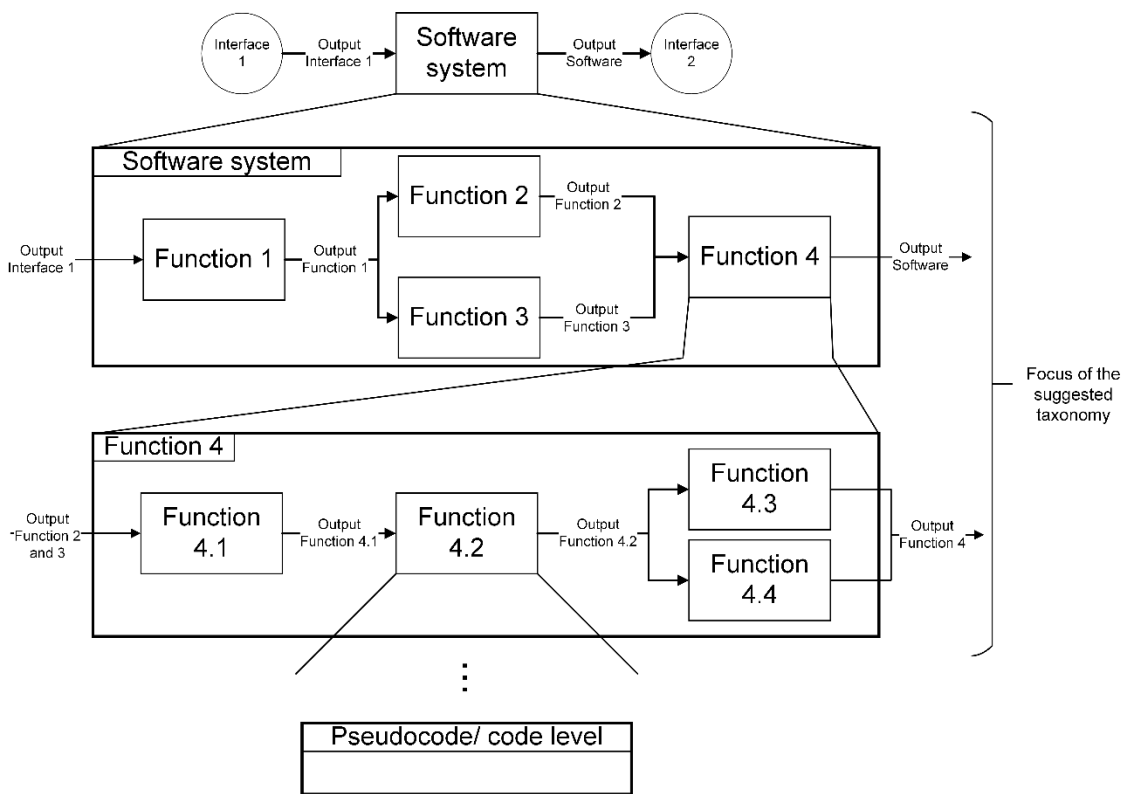 Interface
1
Output
Interface 1
Software
system
Output
Software
Interface
2
Software system
Output
Interface 1
Function 1
Output
Function 1
Function 2
Output
Function 2
Function 3
Output
Function 3
Function 4
Output
Software
Focus of the
suggested
taxonomy
Function 4
Output
Function 2
and 3
Function
4.1
Output
Function 4.1
Function
4.2
Output
Function 4.2
Function
4.3
Function
4.4
Output
Function 4
Pseudocode/ code level